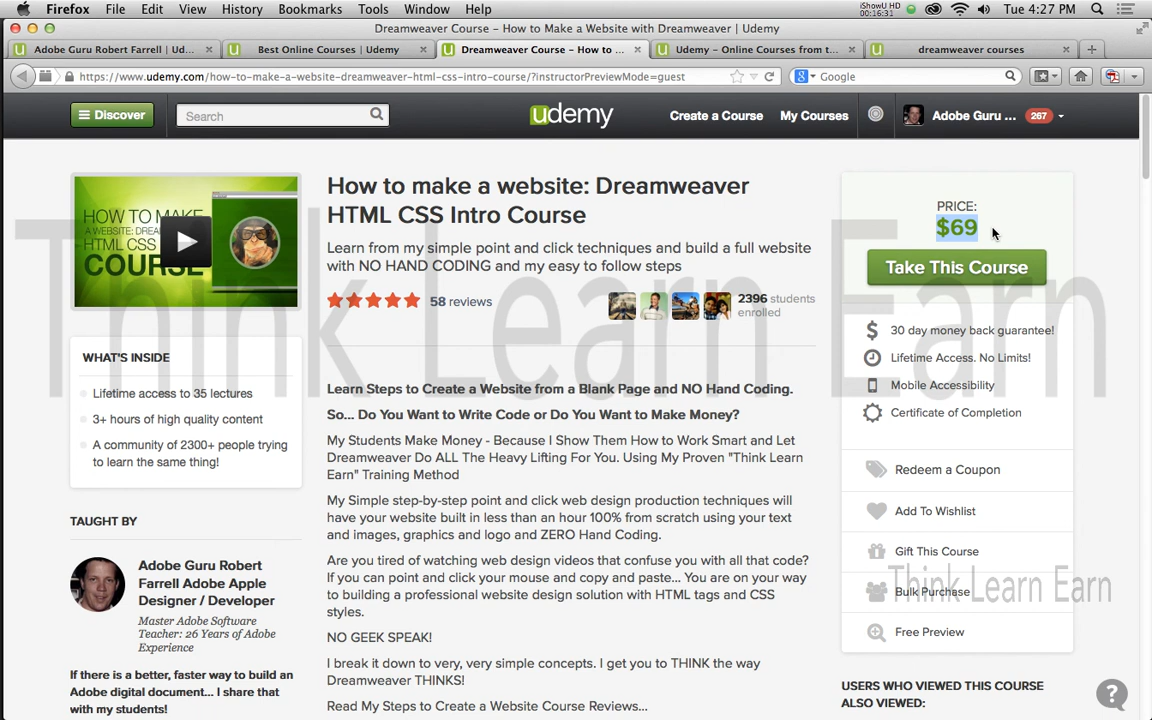 Firefox File Edit View History Bookmarks Tools Window Help
iShowU HD
00:16:31
Tue 4:27 PM
Dreamweaver Course – How to Make a Website with Dreamweaver | Udemy
Adobe Guru Robert Farrell | Ud...
Best Online Courses | Udemy
Dreamweaver Course – How to ...
Udemy – Online Courses from t...
dreamweaver courses
https://www.udemy.com/how-to-make-a-website-dreamweaver-html-css-intro-course/?instructorPreviewMode=guest
Google
Discover
Search
udemy
Create a Course
My Courses
Adobe Guru ...
267
HOW TO MAKE
A WEBSITE: DREAM
HTML CSS
COURSE
How to make a website: Dreamweaver
HTML CSS Intro Course
Learn from my simple point and click techniques and build a full website
with NO HAND CODING and my easy to follow steps
58 reviews
2396 students
enrolled
PRICE:
$69
Take This Course
30 day money back guarantee!
Lifetime Access. No Limits!
Mobile Accessibility
Certificate of Completion
Redeem a Coupon
Add To Wishlist
Gift This Course
Bulk Purchase
Free Preview
USERS WHO VIEWED THIS COURSE
ALSO VIEWED:
WHAT'S INSIDE
Lifetime access to 35 lectures
3+ hours of high quality content
A community of 2300+ people trying
to learn the same thing!
TAUGHT BY
Adobe Guru Robert
Farrell Adobe Apple
Designer / Developer
Master Adobe Software
Teacher: 26 Years of Adobe
Experience
If there is a better, faster way to build an
Adobe digital document... I share that
with my students!
Learn Steps to Create a Website from a Blank Page and NO Hand Coding.
So... Do You Want to Write Code or Do You Want to Make Money?
My Students Make Money - Because I Show Them How to Work Smart and Let
Dreamweaver Do ALL The Heavy Lifting For You. Using My Proven "Think Learn
Earn" Training Method
My Simple step-by-step point and click web design production techniques will
have your website built in less than an hour 100% from scratch using your text
and images, graphics and logo and ZERO Hand Coding.
Are you tired of watching web design videos that confuse you with all that code?
If you can point and click your mouse and copy and paste... You are on your way
to building a professional website design solution with HTML tags and CSS
styles.
NO GEEK SPEAK!
I break it down to very, very simple concepts. I get you to THINK the way
Dreamweaver THINKS!
Read My Steps to Create a Website Course Reviews...
Think Learn Earn
Think Learn Earn